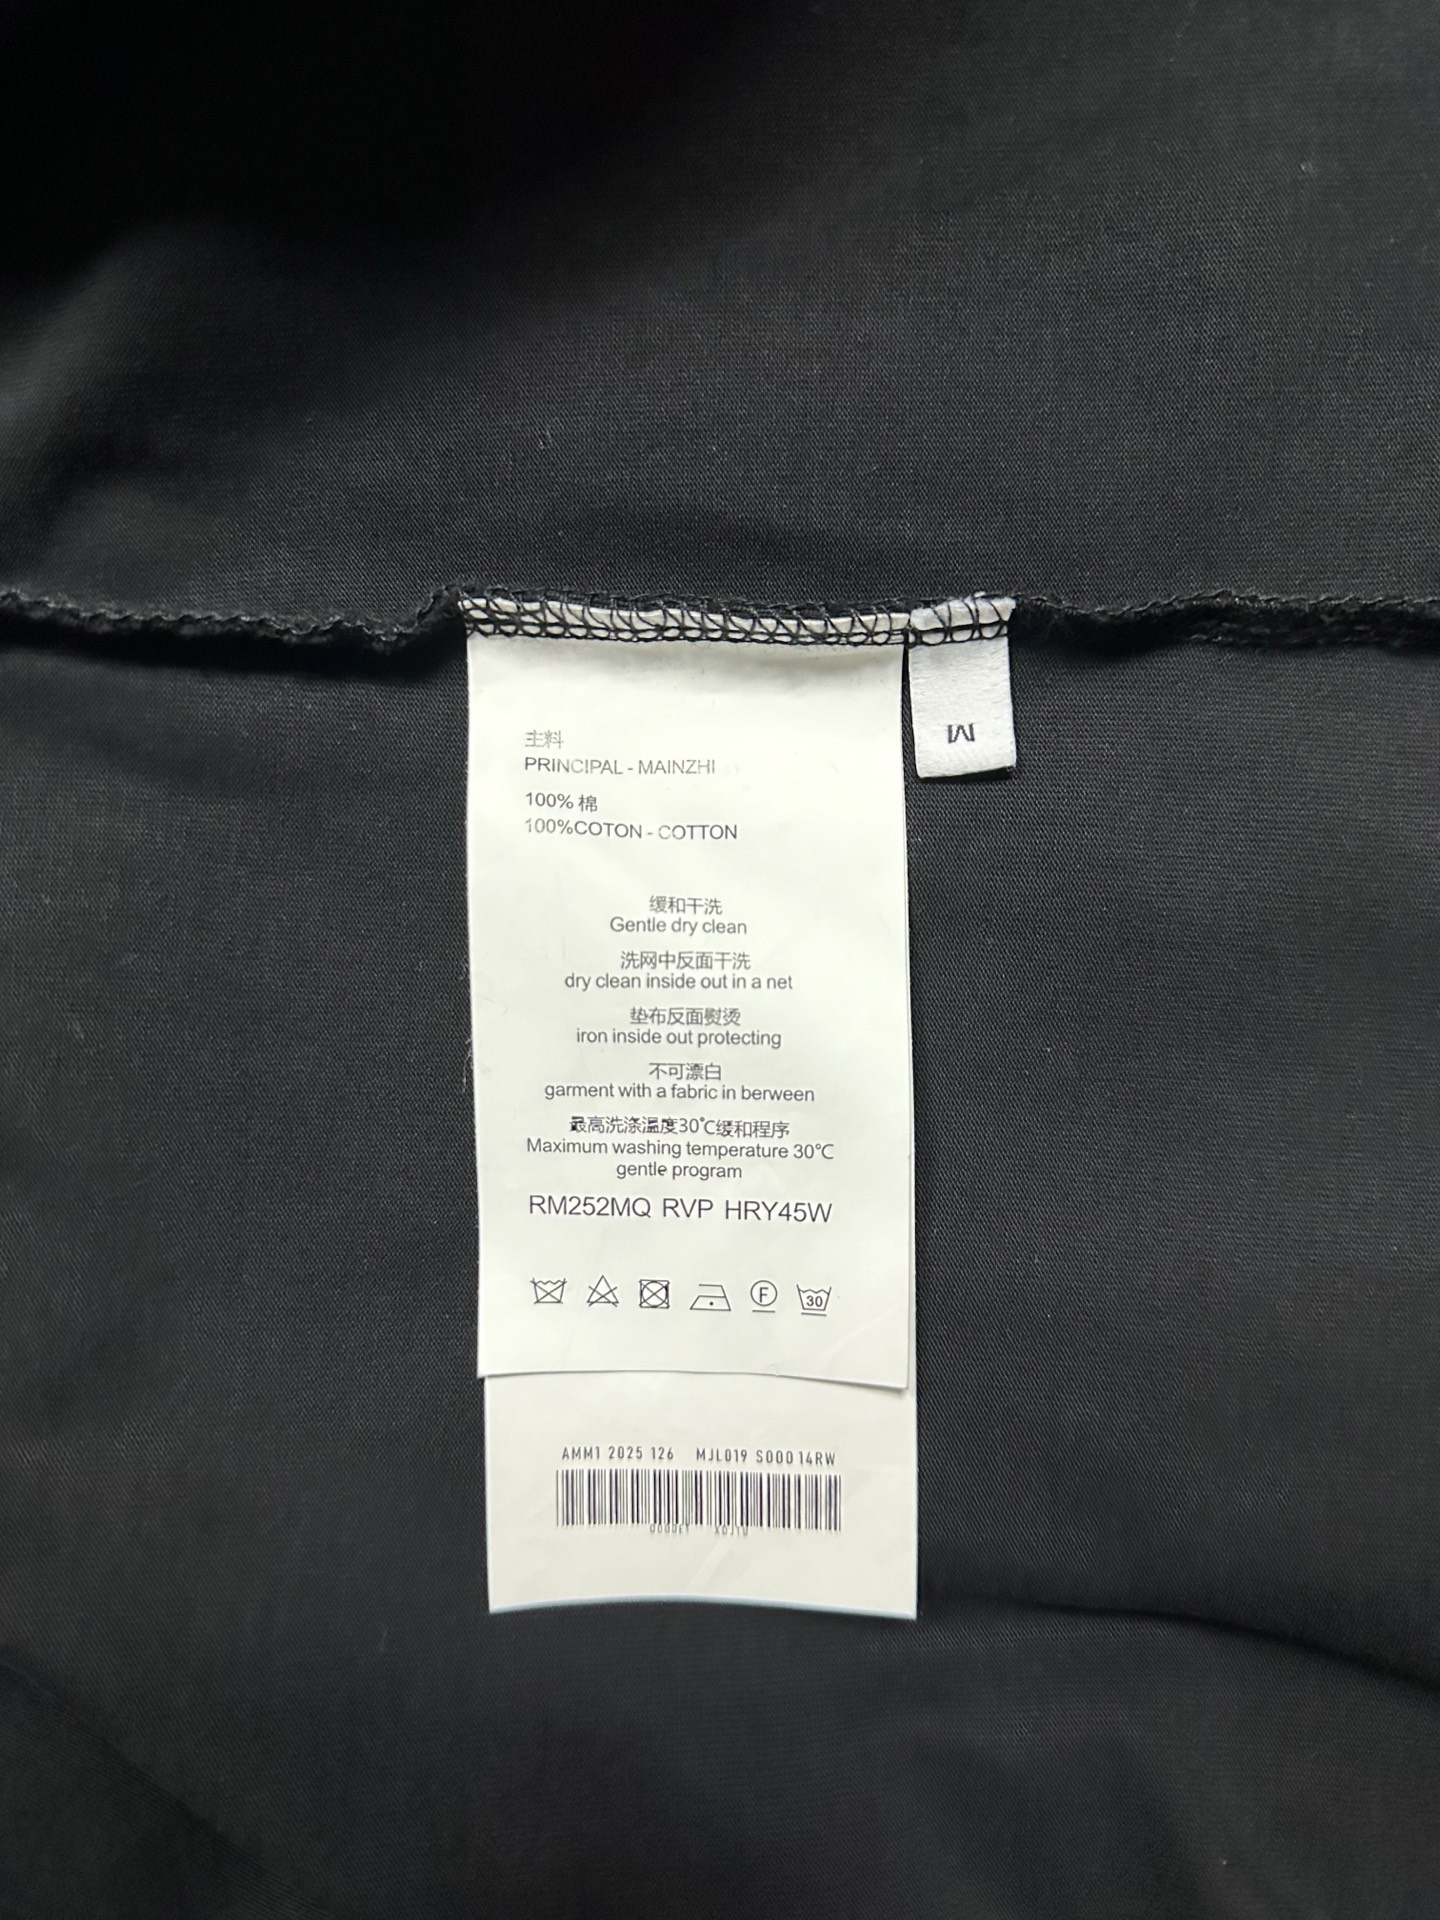 主料
PRINCIPAL - MAINZHI
100% 棉
100%COTON - COTTON
缓和干洗
Gentle dry clean
洗网中反面干洗
dry clean inside out in a net
垫布反面熨烫
iron inside out protecting
不可漂白
garment with a fabric in berween
最高洗涤温度30℃缓和程序
Maximum washing temperature 30℃
gentle program
RM252MQ RVP HRY45W
F
30
AMM1 2025 126 MJL019 S00014RW
M